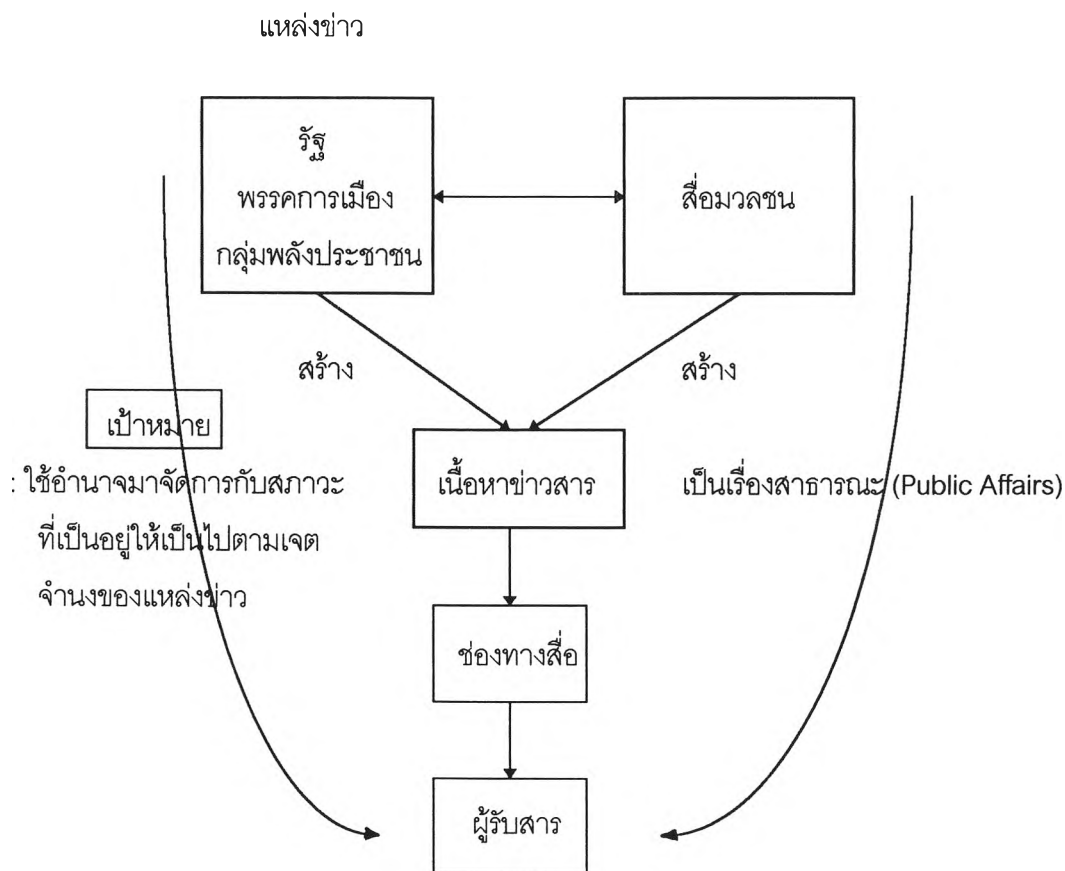 แหล่งข่าว
รัฐ
พรรคการเมือง
กลุ่มพลังประชาชน
สื่อมวลชน
สร้าง
สร้าง
เป้าหมาย
: ใช้อำนาจมาจัดการกับสภาวะ
ที่เป็นอยู่ให้เป็นไปตามเจต
จำนงของแหล่งข่าว
เนื้อหาข่าวสาร
เป็นเรื่องสาธารณะ (Public Affairs)
ช่องทางสื่อ
ผู้รับสาร